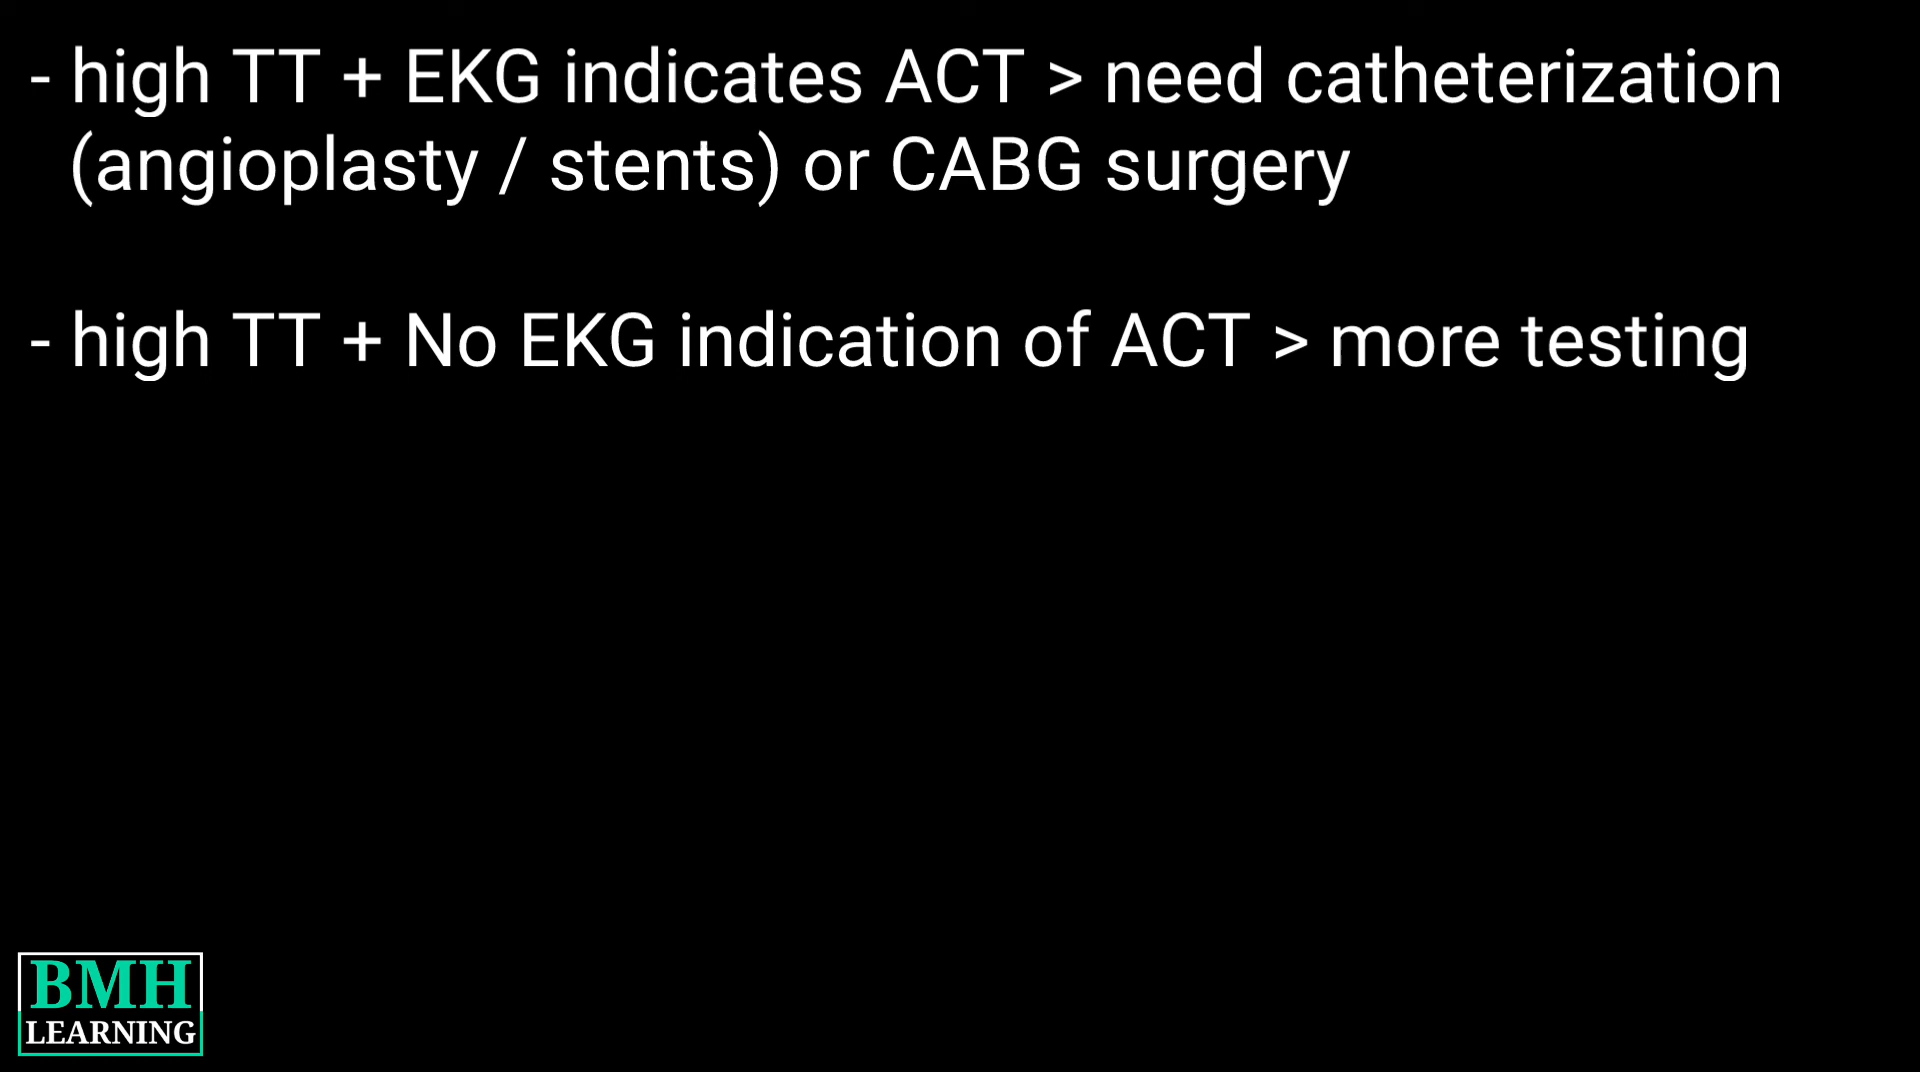 - high TT + EKG indicates ACT > need catheterization
(angioplasty / stents) or CABG surgery
- high TT + No EKG indication of ACT > more testing
BMH
LEARNING